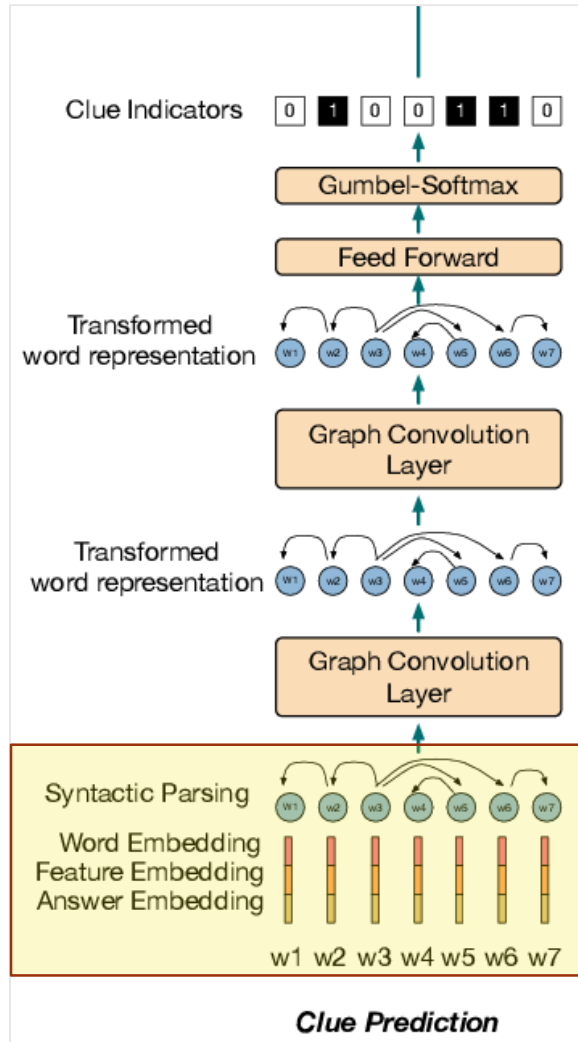 Clue Indicators 0 1 0 0 1 1 0
Gumbel-Softmax
Feed Forward
Transformed
word representation
w1 w2 w3 w4 w5 w6 w7
Graph Convolution
Layer
Transformed
word representation
w1 w2 w3 w4 w5 w6 w7
Graph Convolution
Layer
Syntactic Parsing w1 w2 w3 w4 w5 w6 w7
Word Embedding
Feature Embedding
Answer Embedding
w1 w2 w3 w4 w5 w6 w7
Clue Prediction